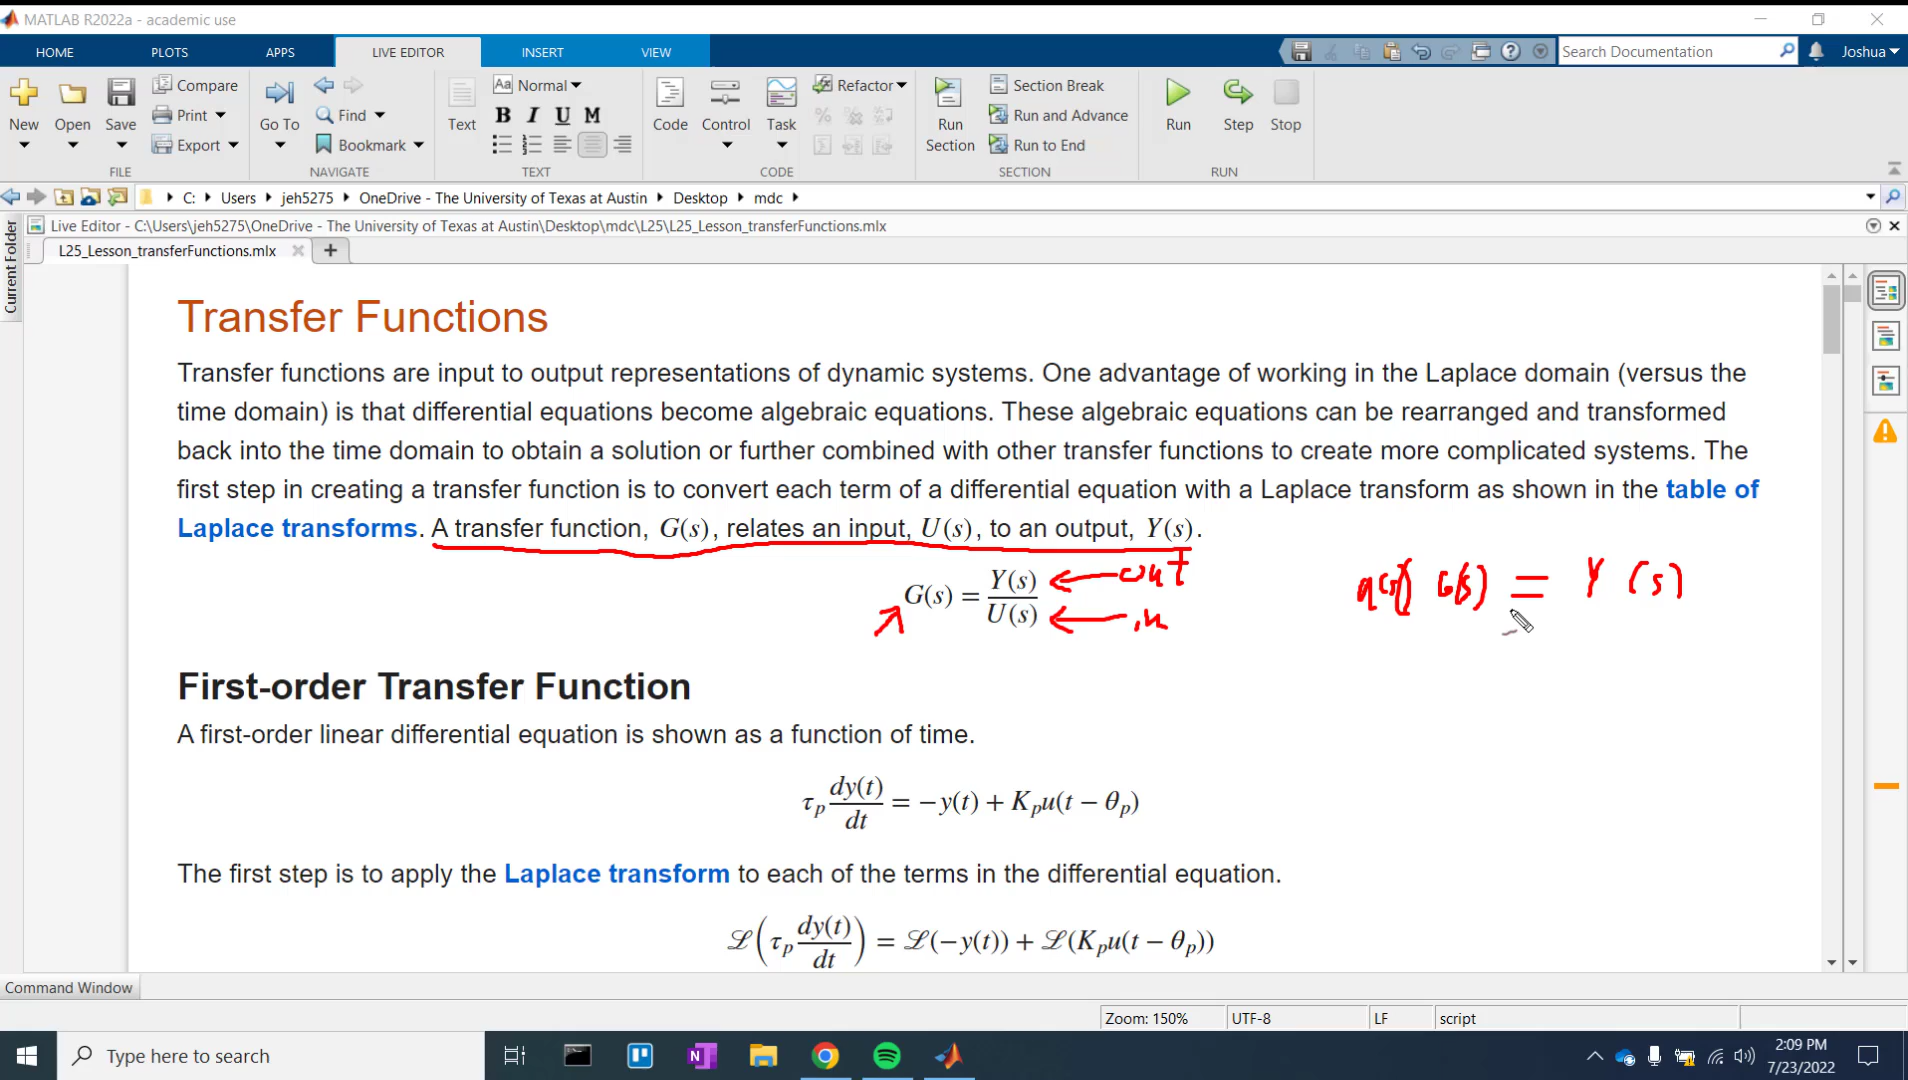 MATLAB R2022a - academic use
HOME PLOTS APPS LIVE EDITOR INSERT VIEW Search Documentation Joshua
New Open Save Compare Print Export
Go To Find Bookmark
Text Aa Normal B I U M
Code Control Task Refactor
Run Section Section Break Run and Advance Run to End
Run Step Stop
FILE NAVIGATE TEXT CODE SECTION RUN
C: Users jeh5275 OneDrive - The University of Texas at Austin Desktop mdc
Live Editor - C:\Users\jeh5275\OneDrive - The University of Texas at Austin\Desktop\mdc\L25\L25_Lesson_transferFunctions.mlx
L25_Lesson_transferFunctions.mlx
Current Folder
Transfer Functions
Transfer functions are input to output representations of dynamic systems. One advantage of working in the Laplace domain (versus the
time domain) is that differential equations become algebraic equations. These algebraic equations can be rearranged and transformed
back into the time domain to obtain a solution or further combined with other transfer functions to create more complicated systems. The
first step in creating a transfer function is to convert each term of a differential equation with a Laplace transform as shown in the table of
Laplace transforms. A transfer function, G(s), relates an input, U(s), to an output, Y(s).
G(s) = Y(s) / U(s)
out
in
G(s) = Y(s)
First-order Transfer Function
A first-order linear differential equation is shown as a function of time.
τₚ dy(t)/dt = −y(t) + Kₚu(t − θₚ)
The first step is to apply the Laplace transform to each of the terms in the differential equation.
ℒ(τₚ dy(t)/dt) = ℒ(−y(t)) + ℒ(Kₚu(t − θₚ))
Command Window
Zoom: 150% UTF-8 LF script
Type here to search
2:09 PM
7/23/2022